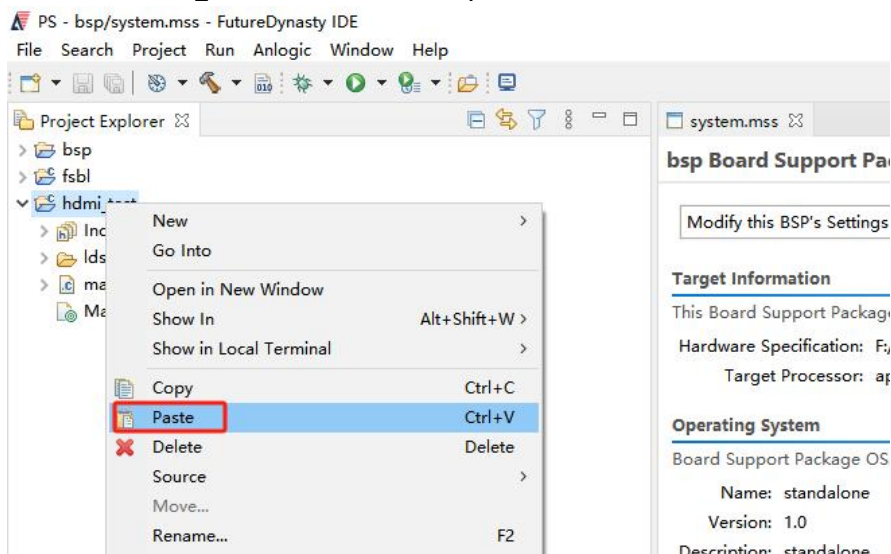 PS - bsp/system.mss - FutureDynasty IDE
File Search Project Run Anlogic Window Help
Project Explorer
system.mss
bsp
fsbl
bsp Board Support Pa
New
Go Into
Open in New Window
Show In Alt+Shift+W >
Show in Local Terminal
Copy Ctrl+C
Paste Ctrl+V
Delete Delete
Source
Move...
Rename... F2
Inc
lds
ma
Ma
Modify this BSP's Settings
Target Information
This Board Support Package
Hardware Specification: F:/
Target Processor: ap
Operating System
Board Support Package OS
Name: standalone
Version: 1.0
Description: standalone